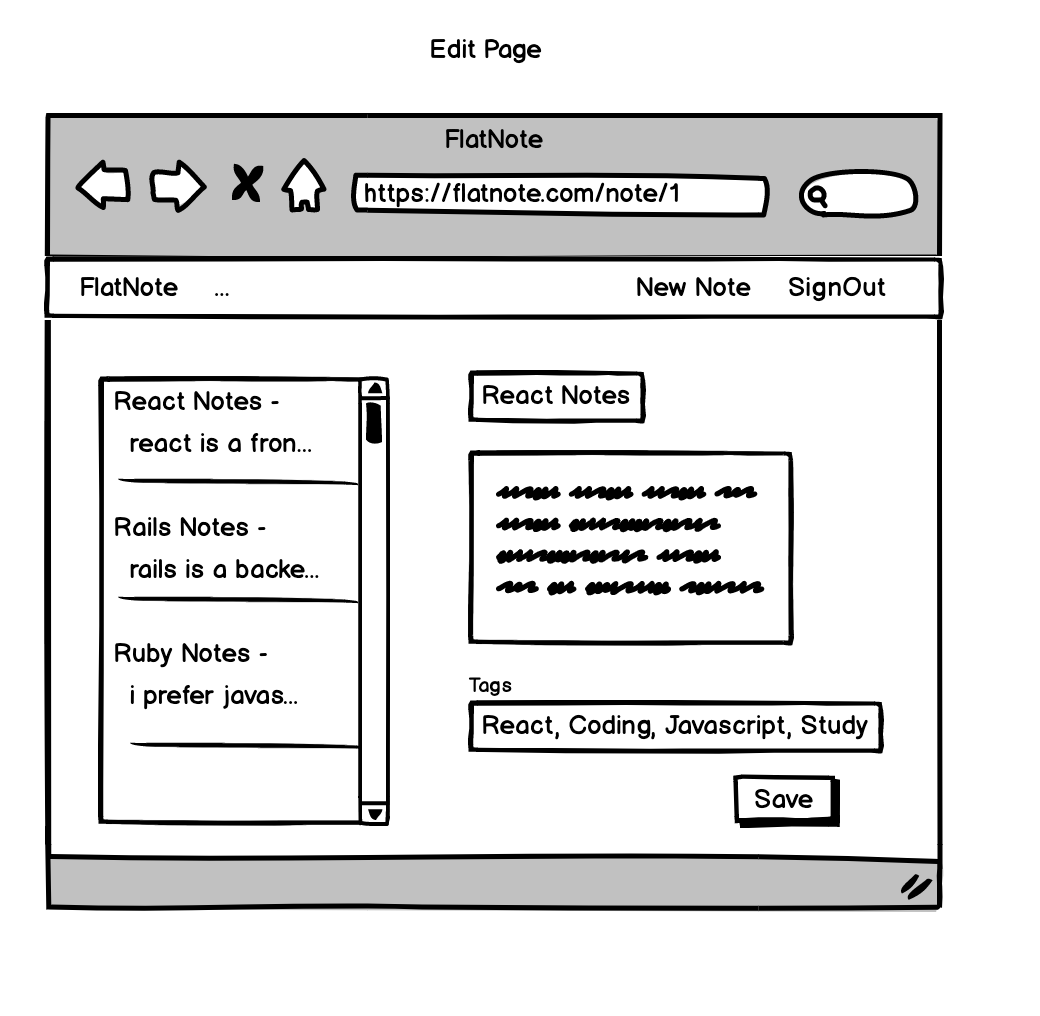 Edit Page
FlatNote
https://flatnote.com/note/1
FlatNote ... New Note SignOut
React Notes -
react is a fron...
Rails Notes -
rails is a backe...
Ruby Notes -
i prefer javas...
React Notes
Tags
React, Coding, Javascript, Study
Save